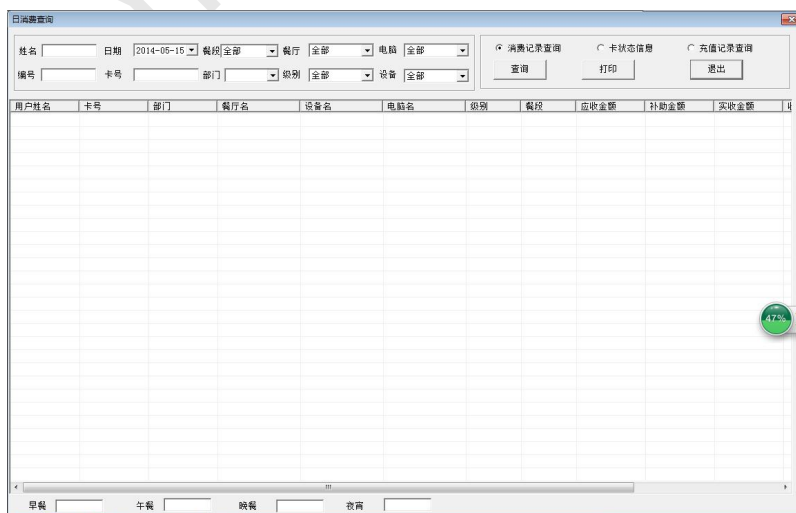 日消费查询
姓名 日期 2014-05-15 餐段 全部 餐厅 全部 电脑 全部 消费记录查询 卡状态信息 充值记录查询
编号 卡号 部门 级别 全部 设备 全部 查询 打印 退出
用户姓名 卡号 部门 餐厅名 设备名 电脑名 级别 餐段 应收金额 补助金额 实收金额
47%
早餐 午餐 晚餐 夜宵